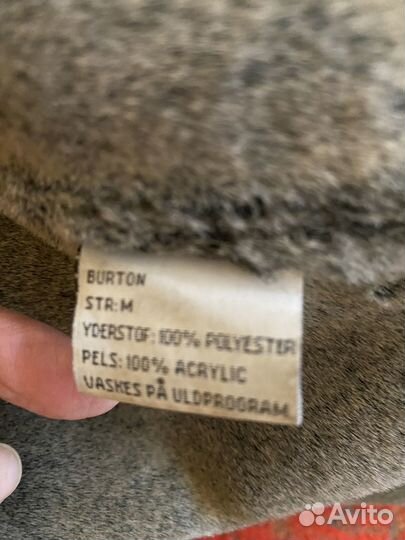 BURTON
STR: M
YDERSTOF: 100% POLYESTER
PELS: 100% ACRYLIC
VASKES PÅ ULDPROGRAM
Avito